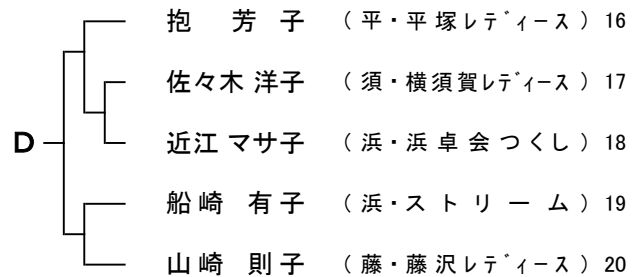 抱 芳 子 （ 平・平 塚 レディース ） 16
佐々木 洋子 （ 須・横須賀レディース ） 17
D 近江 マサ子 （ 浜・浜 卓 会 つ く し ） 18
船 崎 有 子 （ 浜・ス ト リ ー ム ） 19
山 崎 則 子 （ 藤・藤 沢 レディース ） 20